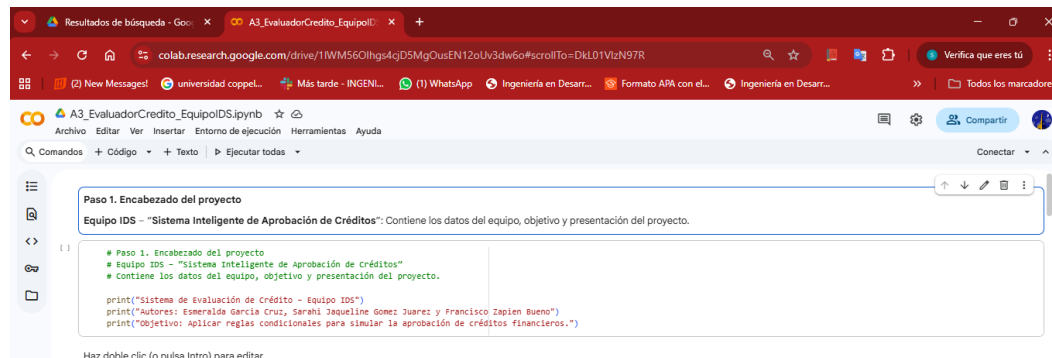 Resultados de búsqueda - Goo
A3_EvaluadorCredito_EquipoID
colab.research.google.com/drive/1IWM56OIhgs4cjD5MgOusEN12oUv3dw6o#scrollTo=DkL01VIzN97R
Verifica que eres tú
(2) New Messages!
universidad coppel...
Más tarde - INGENI...
(1) WhatsApp
Ingeniería en Desarr...
Formato APA con el...
Ingeniería en Desarr...
»
Todos los marcadore
A3_EvaluadorCredito_EquipoIDS.ipynb
Compartir
Archivo Editar Ver Insertar Entorno de ejecución Herramientas Ayuda
Comandos + Código + Texto Ejecutar todas
Conectar
Paso 1. Encabezado del proyecto
Equipo IDS – “Sistema Inteligente de Aprobación de Créditos”: Contiene los datos del equipo, objetivo y presentación del proyecto.
[ ]
# Paso 1. Encabezado del proyecto
# Equipo IDS – “Sistema Inteligente de Aprobación de Créditos”
# Contiene los datos del equipo, objetivo y presentación del proyecto.
print("Sistema de Evaluación de Crédito – Equipo IDS")
print("Autores: Esmeralda Garcia Cruz, Sarahi Jaqueline Gomez Juarez y Francisco Zapien Bueno")
print("Objetivo: Aplicar reglas condicionales para simular la aprobación de créditos financieros.")
Haz doble clic (o pulsa Intro) para editar